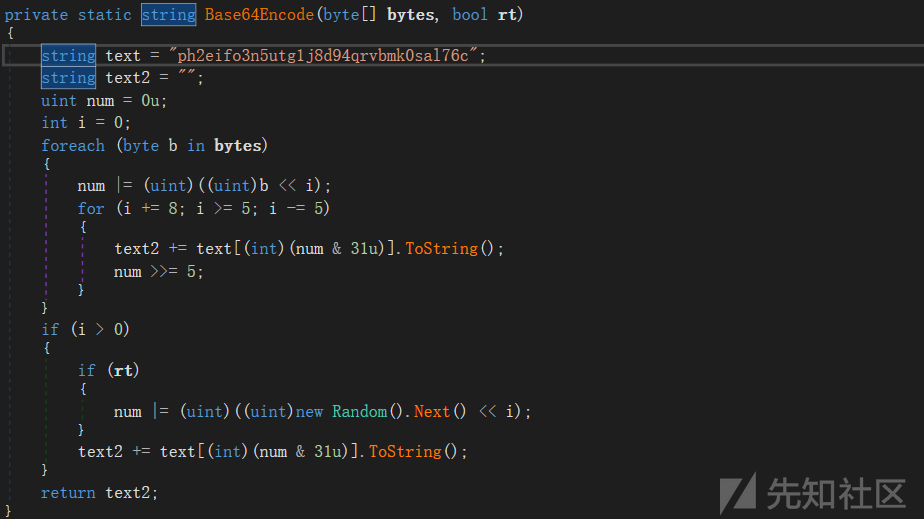 private static string Base64Encode(byte[] bytes, bool rt)
{
string text = "ph2eifo3n5utg1j8d94qrvbmk0sal76c";
string text2 = "";
uint num = 0u;
int i = 0;
foreach (byte b in bytes)
{
num |= (uint)((uint)b << i);
for (i += 8; i >= 5; i -= 5)
{
text2 += text[(int)(num & 31u)].ToString();
num >>= 5;
}
}
if (i > 0)
{
if (rt)
{
num |= (uint)((uint)new Random().Next() << i);
}
text2 += text[(int)(num & 31u)].ToString();
}
return text2;
}
先知社区